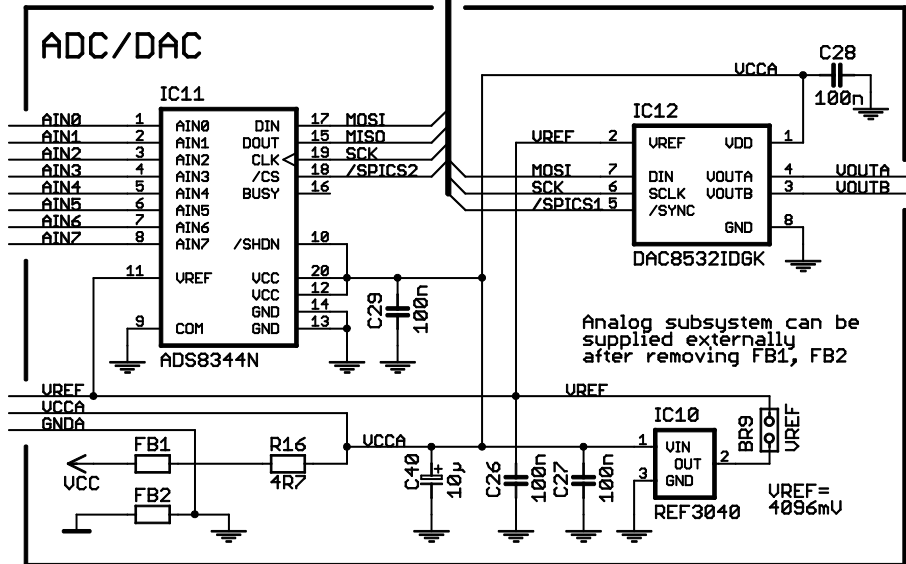 ADC/DAC
IC11
AIN0 1 AIN0 DIN 17 MOSI
AIN1 2 AIN1 DOUT 15 MISO
AIN2 3 AIN2 CLK 19 SCK
AIN3 4 AIN3 /CS 18 /SPICS2
AIN4 5 AIN4 BUSY 16
AIN5 6 AIN5
AIN6 7 AIN6
AIN7 8 AIN7 /SHDN 10
11 VREF VCC 20
VCC 12
GND 14
9 COM GND 13
ADS8344N
C29
100n
VCCA
C28
100n
IC12
VREF 2 VREF VDD 1
MOSI 7 DIN VOUTA 4 VOUTA
SCK 6 SCLK VOUTB 3 VOUTB
/SPICS1 5 /SYNC
GND 8
DAC8532IDGK
Analog subsystem can be
supplied externally
after removing FB1, FB2
VREF
VCCA
GNDA
VREF
VCC
FB1
R16
4R7
FB2
VCCA
C40
+
10µ
C26
100n
C27
100n
IC10
1 VIN
OUT 2
3 GND
REF3040
BR9
VREF
VREF=
4096mV